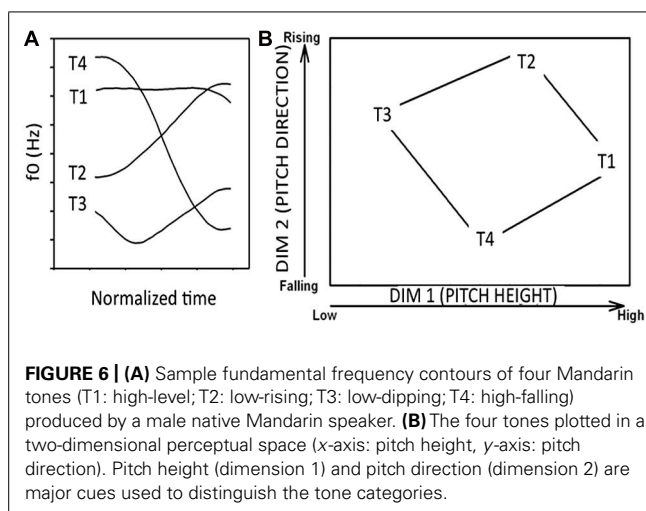 A
T4
T1
T2
T3
f0 (Hz)
Normalized time
B
Rising
DIM 2 (PITCH DIRECTION)
Falling
T2
T3
T1
T4
DIM 1 (PITCH HEIGHT)
Low
High
FIGURE 6 | (A) Sample fundamental frequency contours of four Mandarin
tones (T1: high-level; T2: low-rising; T3: low-dipping; T4: high-falling)
produced by a male native Mandarin speaker. (B) The four tones plotted in a
two-dimensional perceptual space (x-axis: pitch height, y-axis: pitch
direction). Pitch height (dimension 1) and pitch direction (dimension 2) are
major cues used to distinguish the tone categories.